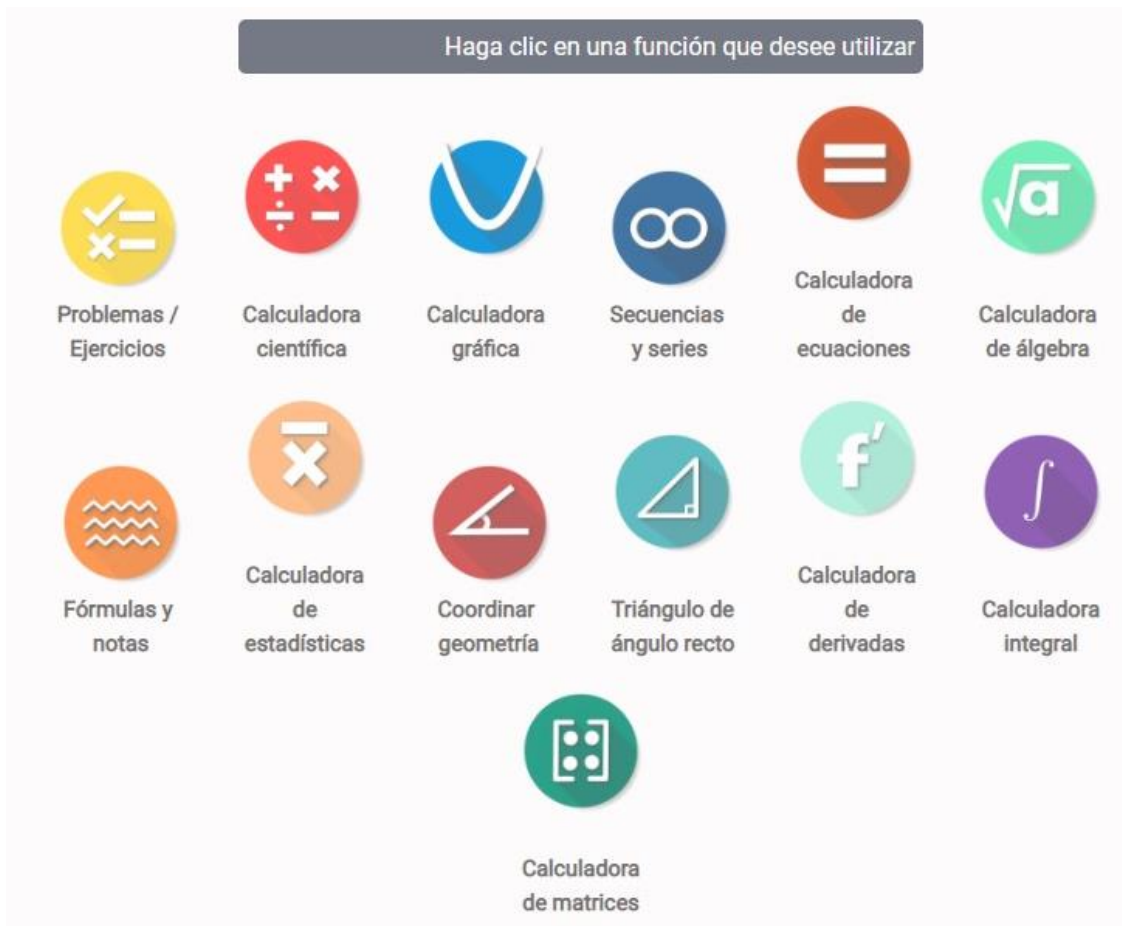 Haga clic en una función que desee utilizar
Problemas /
Ejercicios
Calculadora
científica
Calculadora
gráfica
Secuencias
y series
Calculadora
de
ecuaciones
√a
Calculadora
de álgebra
Fórmulas y
notas
x̄
Calculadora
de
estadísticas
Coordinar
geometría
Triángulo de
ángulo recto
f′
Calculadora
de
derivadas
∫
Calculadora
integral
Calculadora
de matrices